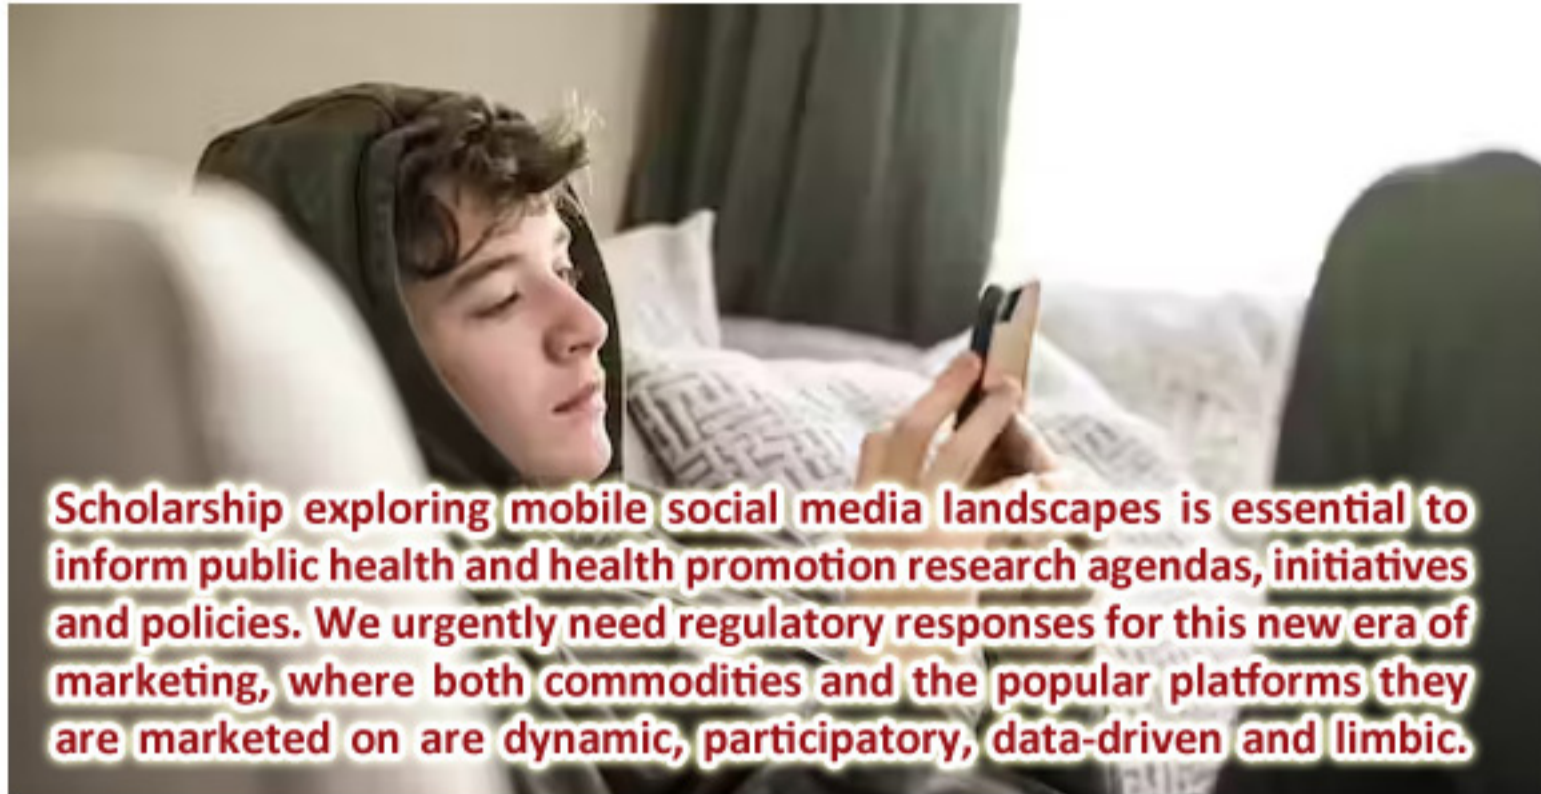 Scholarship exploring mobile social media landscapes is essential to
inform public health and health promotion research agendas, initiatives
and policies. We urgently need regulatory responses for this new era of
marketing, where both commodities and the popular platforms they
are marketed on are dynamic, participatory, data-driven and limbic.